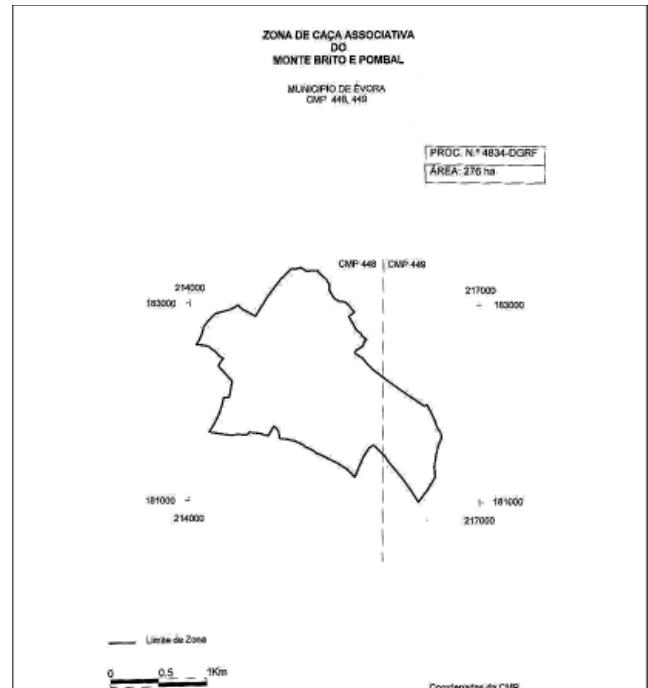 ZONA DE CAÇA ASSOCIATIVA
DO
MONTE BRITO E POMBAL
MUNICIPIO DE ÉVORA
CMP 448, 449
PROC. N.º 4834-DGRF
ÁREA: 276 ha
CMP 448 CMP 449
214000 217000
183000 183000
181000 181000
214000 217000
Limite da Zona
0 0.5 1Km
Coordenadas da CMP